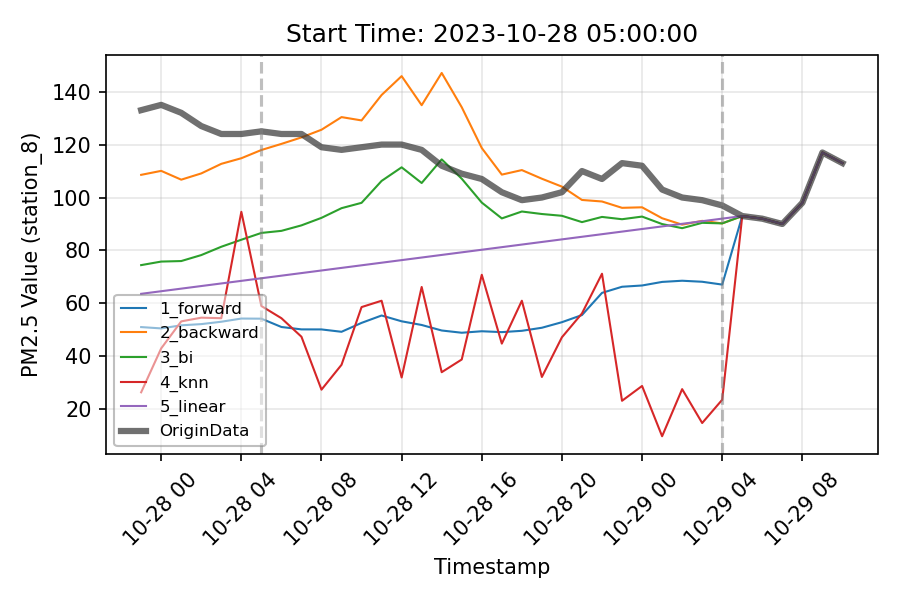 Start Time: 2023-10-28 05:00:00
PM2.5 Value (station_8)
140
120
100
80
60
40
20
1_forward
2_backward
3_bi
4_knn
5_linear
OriginData
10-28 00
10-28 04
10-28 08
10-28 12
10-28 16
10-28 20
10-29 00
10-29 04
10-29 08
Timestamp